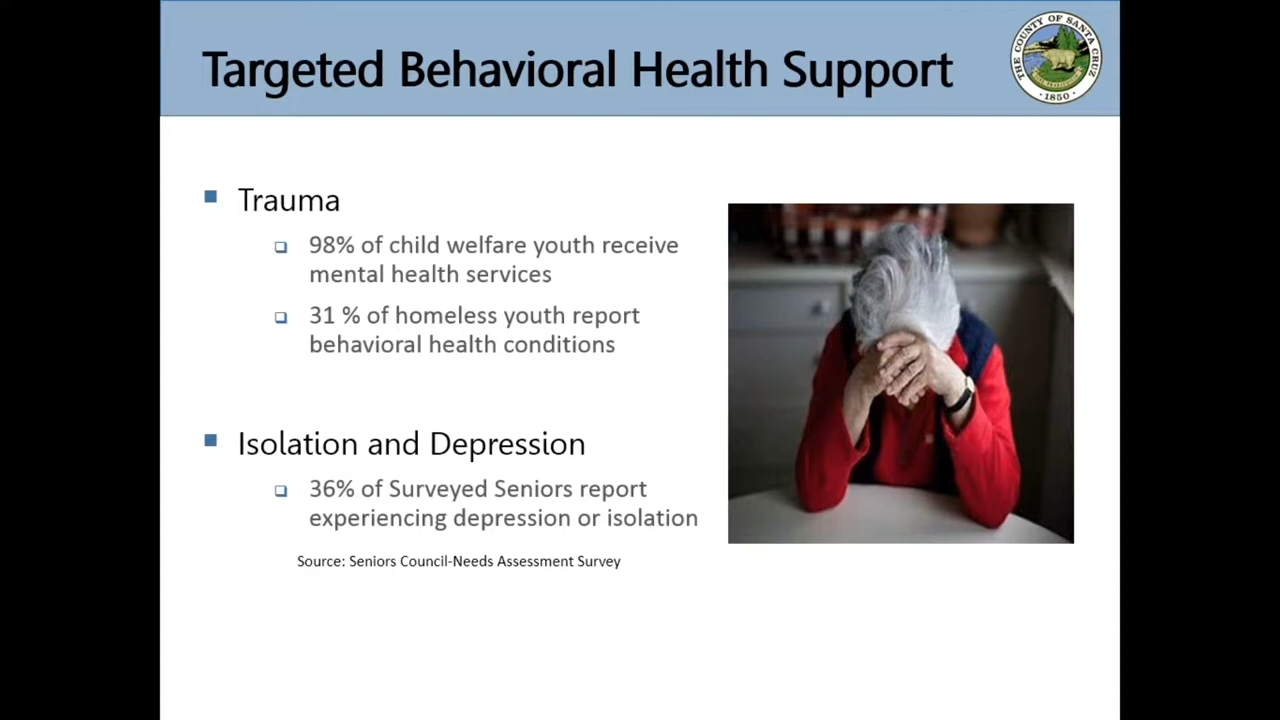 Targeted Behavioral Health Support
THE COUNTY OF SANTA CRUZ
1850
Trauma
98% of child welfare youth receive
mental health services
31 % of homeless youth report
behavioral health conditions
Isolation and Depression
36% of Surveyed Seniors report
experiencing depression or isolation
Source: Seniors Council-Needs Assessment Survey